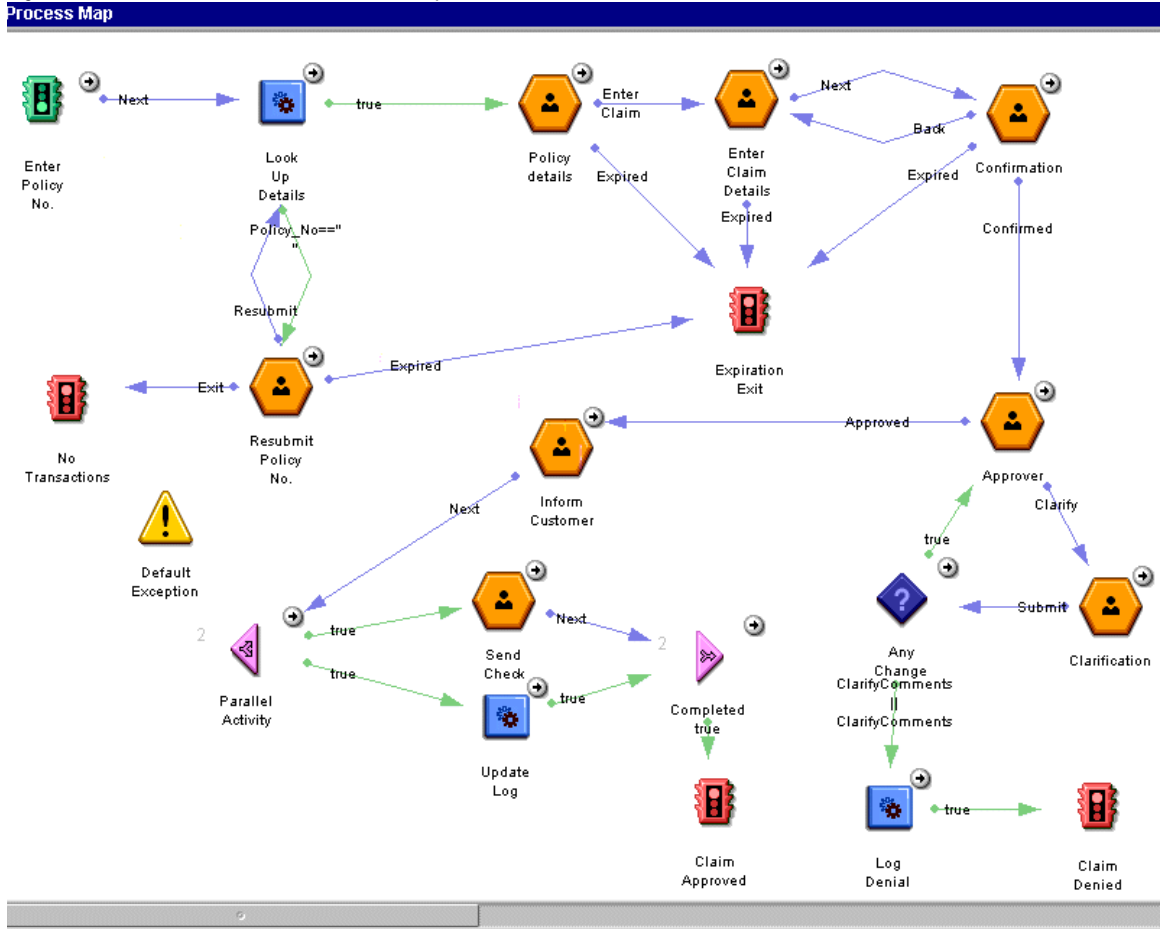 Process Map
Next
true
Enter
Claim
Next
Back
Enter
Policy
No.
Look
Up
Details
Policy
details
Enter
Claim
Details
Confirmation
Expired
Expired
Expired
Policy_No=="
"
Confirmed
Resubmit
Expired
Exit
Expiration
Exit
No
Transactions
Resubmit
Policy
No.
Approved
Approver
Inform
Customer
Next
Clarify
true
Default
Exception
2
true
true
Parallel
Activity
Send
Check
Next
true
2
Update
Log
Completed
true
Submit
Clarification
Any
Change
ClarifyComments
||
ClarifyComments
true
Claim
Approved
Log
Denial
Claim
Denied